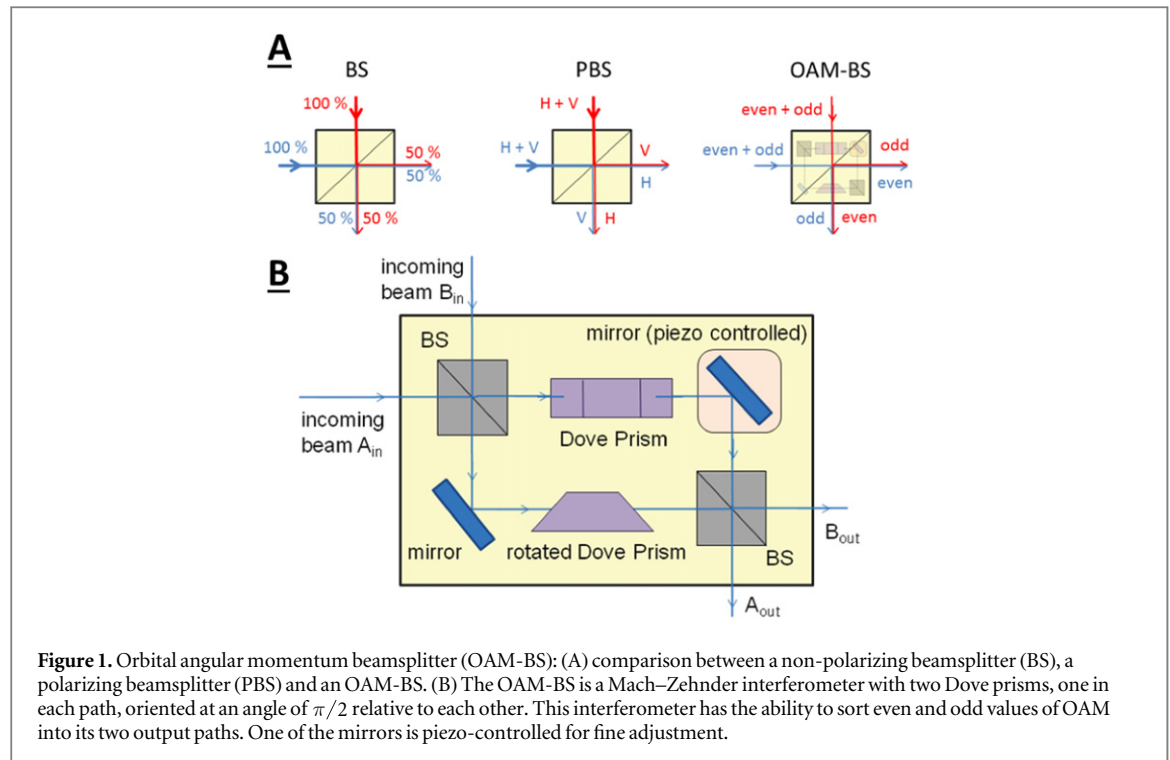 A
BS
PBS
OAM-BS
100 %
100 %
50 %
50 %
50 %
50 %
H + V
H + V
V
H
V
H
even + odd
even + odd
odd
even
odd
even
B
incoming
beam Bin
BS
mirror (piezo controlled)
incoming
beam Ain
Dove Prism
mirror
rotated Dove Prism
BS
Bout
Aout
Figure 1. Orbital angular momentum beamsplitter (OAM-BS): (A) comparison between a non-polarizing beamsplitter (BS), a
polarizing beamsplitter (PBS) and an OAM-BS. (B) The OAM-BS is a Mach–Zehnder interferometer with two Dove prisms, one in
each path, oriented at an angle of π/2 relative to each other. This interferometer has the ability to sort even and odd values of OAM
into its two output paths. One of the mirrors is piezo-controlled for fine adjustment.